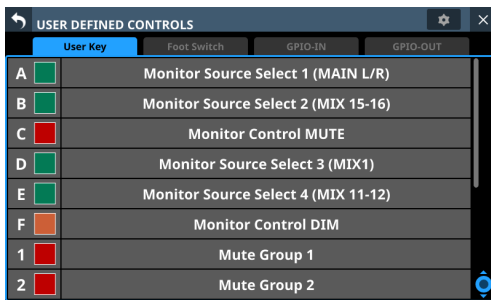 USER DEFINED CONTROLS
User Key Foot Switch GPIO-IN GPIO-OUT
A Monitor Source Select 1 (MAIN L/R)
B Monitor Source Select 2 (MIX 15-16)
C Monitor Control MUTE
D Monitor Source Select 3 (MIX1)
E Monitor Source Select 4 (MIX 11-12)
F Monitor Control DIM
1 Mute Group 1
2 Mute Group 2